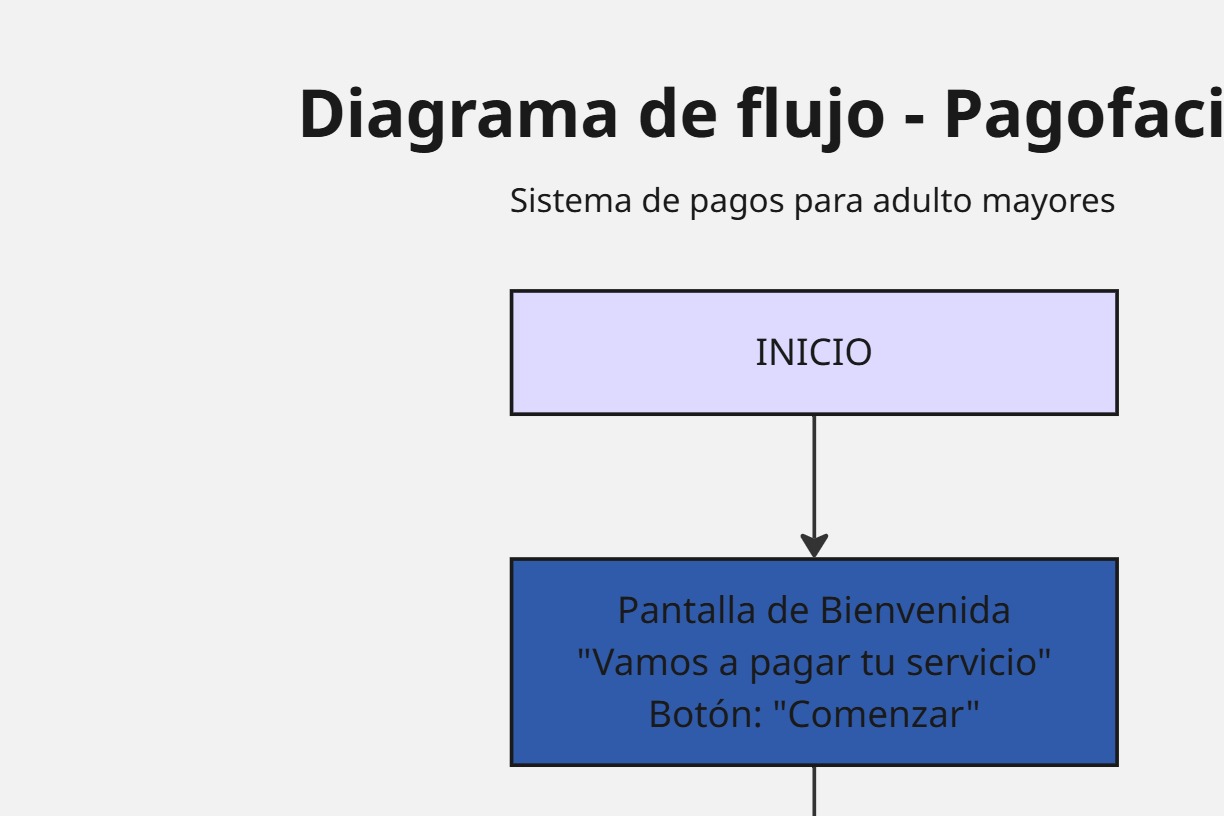 Diagrama de flujo - Pagofaci
Sistema de pagos para adulto mayores
INICIO
Pantalla de Bienvenida
"Vamos a pagar tu servicio"
Botón: "Comenzar"